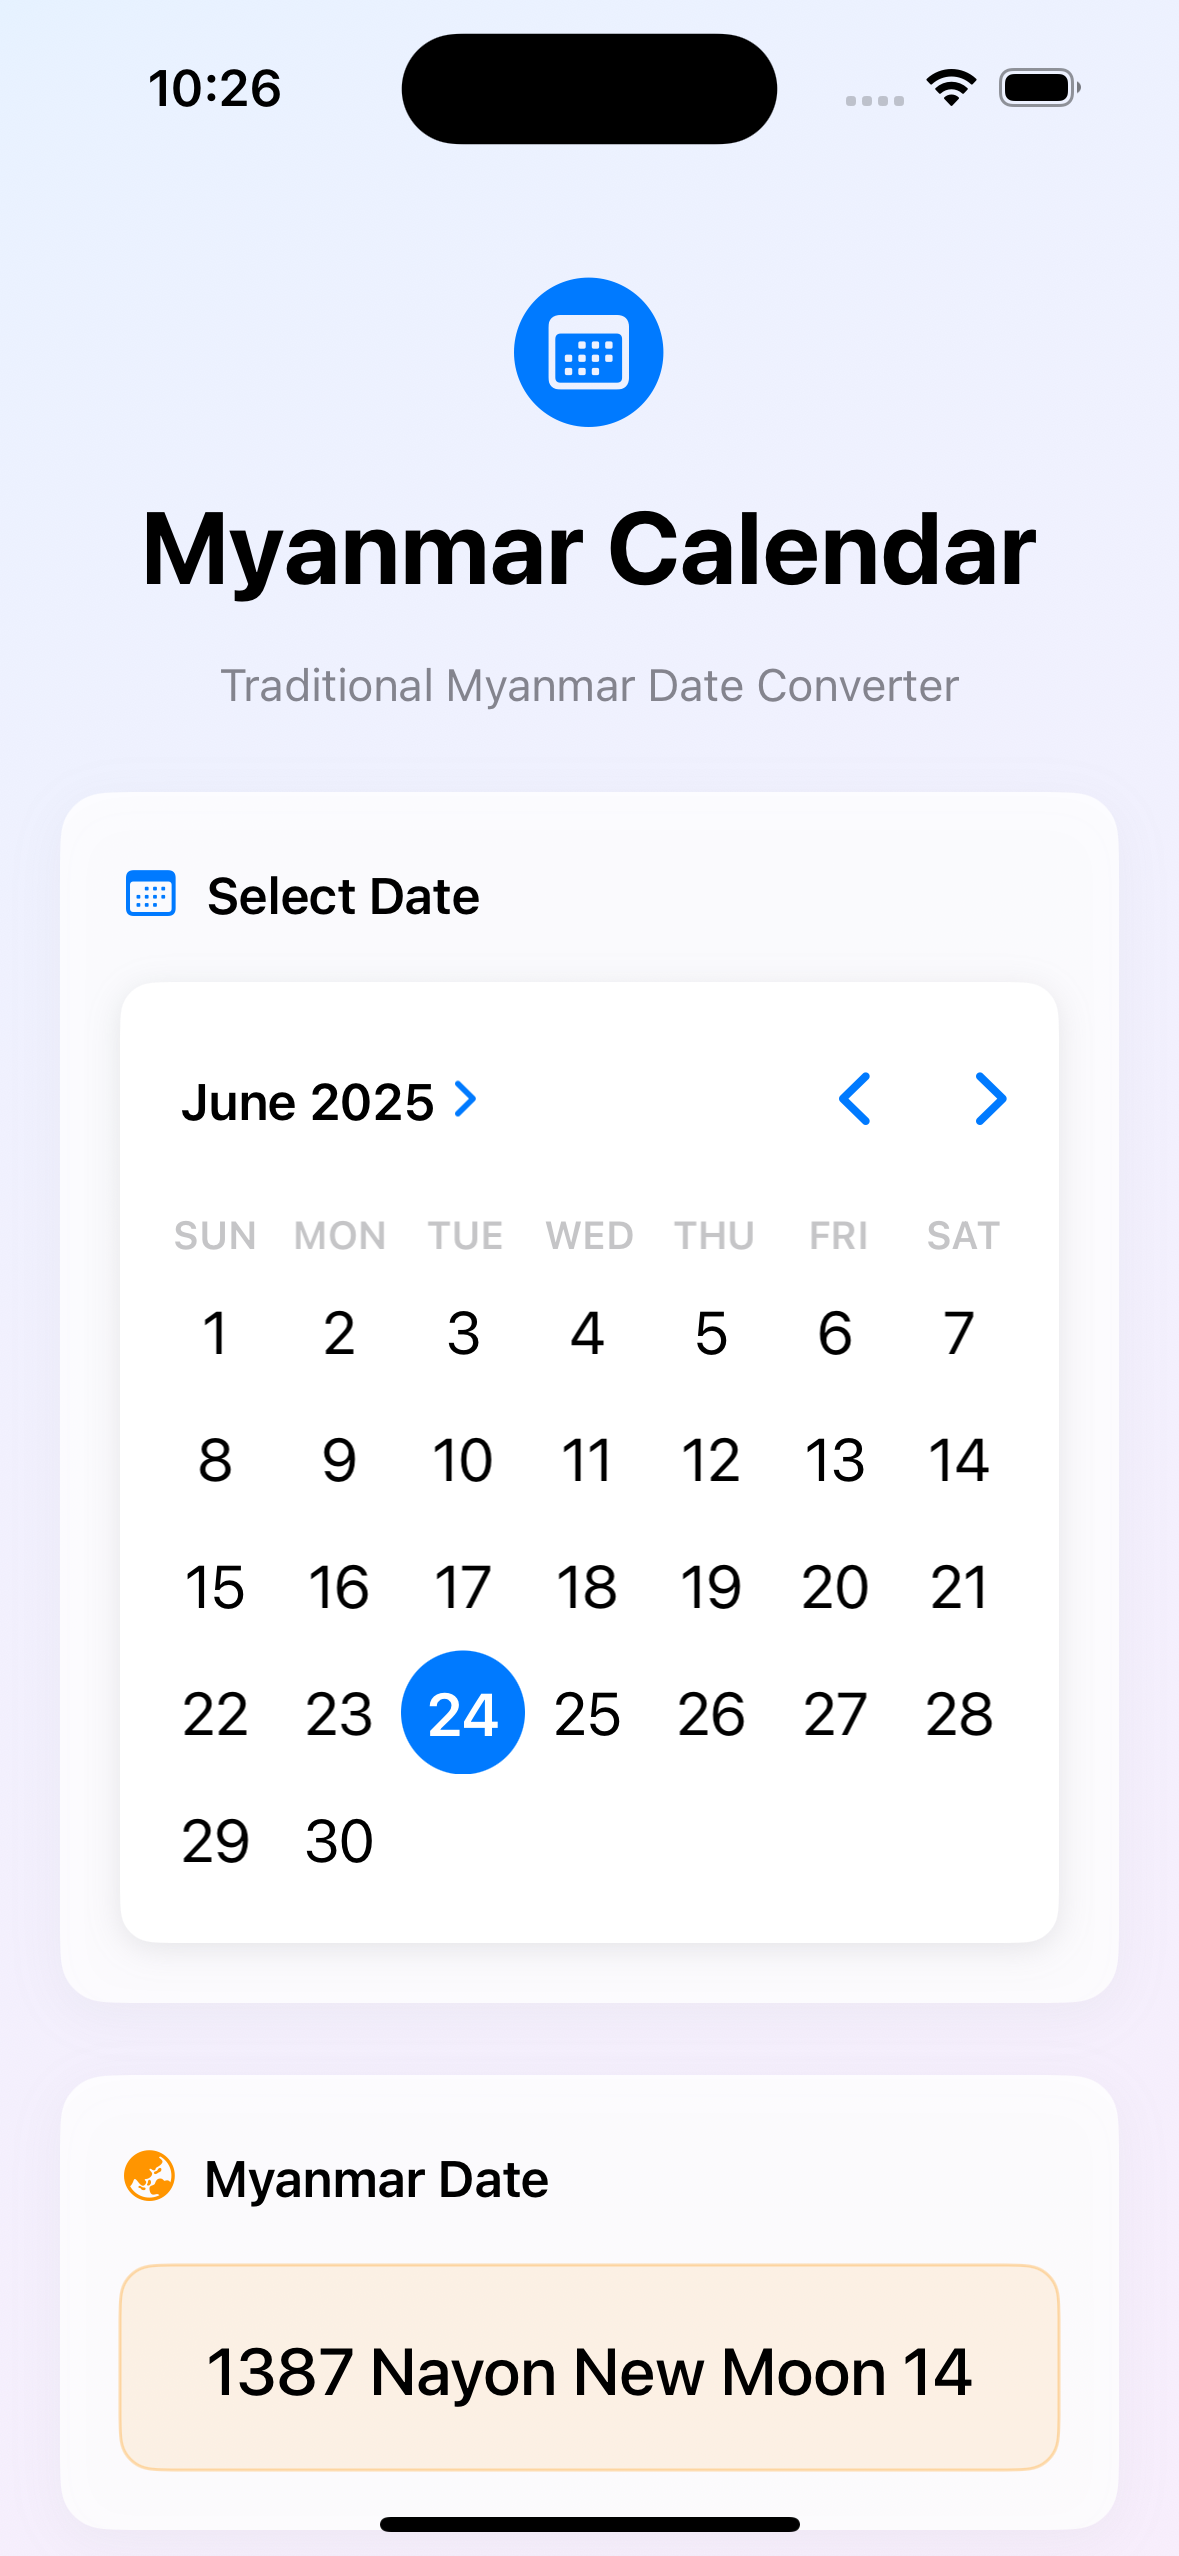 10:26
Myanmar Calendar
Traditional Myanmar Date Converter
Select Date
June 2025
SUN MON TUE WED THU FRI SAT
1 2 3 4 5 6 7
8 9 10 11 12 13 14
15 16 17 18 19 20 21
22 23 24 25 26 27 28
29 30
Myanmar Date
1387 Nayon New Moon 14